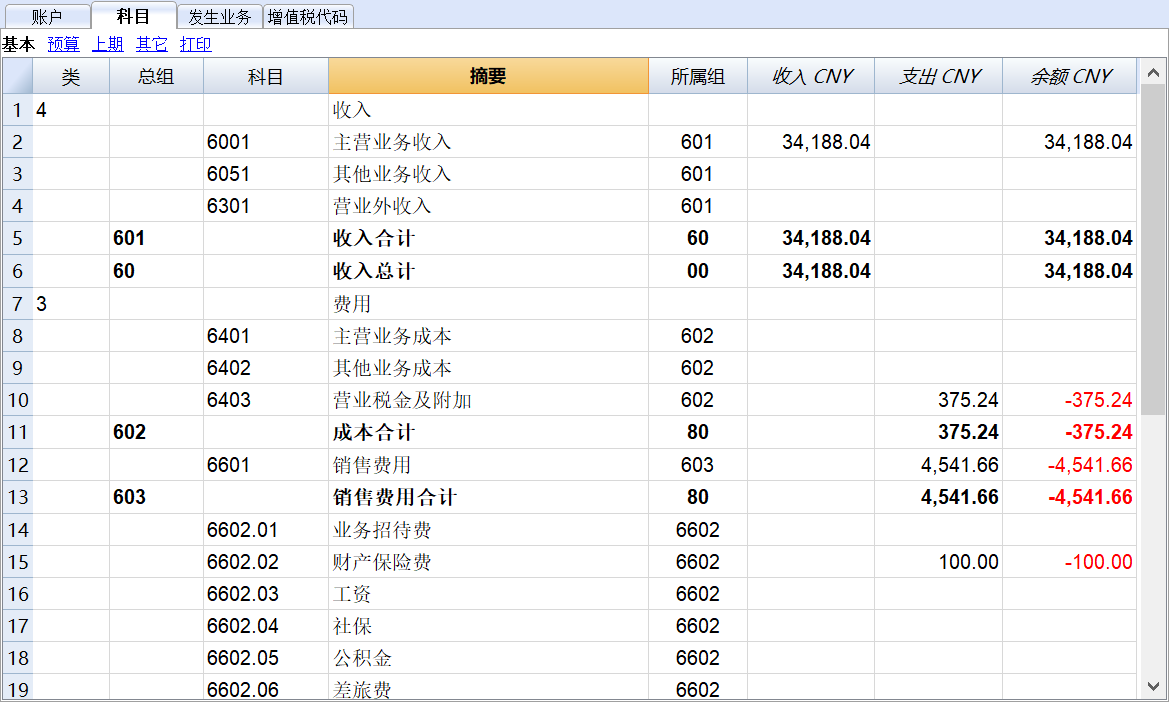 账户 科目 发生业务 增值税代码
基本 预算 上期 其它 打印
类 总组 科目 摘要 所属组 收入 CNY 支出 CNY 余额 CNY
1 4 收入
2 6001 主营业务收入 601 34,188.04 34,188.04
3 6051 其他业务收入 601
4 6301 营业外收入 601
5 601 收入合计 60 34,188.04 34,188.04
6 60 收入总计 00 34,188.04 34,188.04
7 3 费用
8 6401 主营业务成本 602
9 6402 其他业务成本 602
10 6403 营业税金及附加 602 375.24 -375.24
11 602 成本合计 80 375.24 -375.24
12 6601 销售费用 603 4,541.66 -4,541.66
13 603 销售费用合计 80 4,541.66 -4,541.66
14 6602.01 业务招待费 6602
15 6602.02 财产保险费 6602 100.00 -100.00
16 6602.03 工资 6602
17 6602.04 社保 6602
18 6602.05 公积金 6602
19 6602.06 差旅费 6602